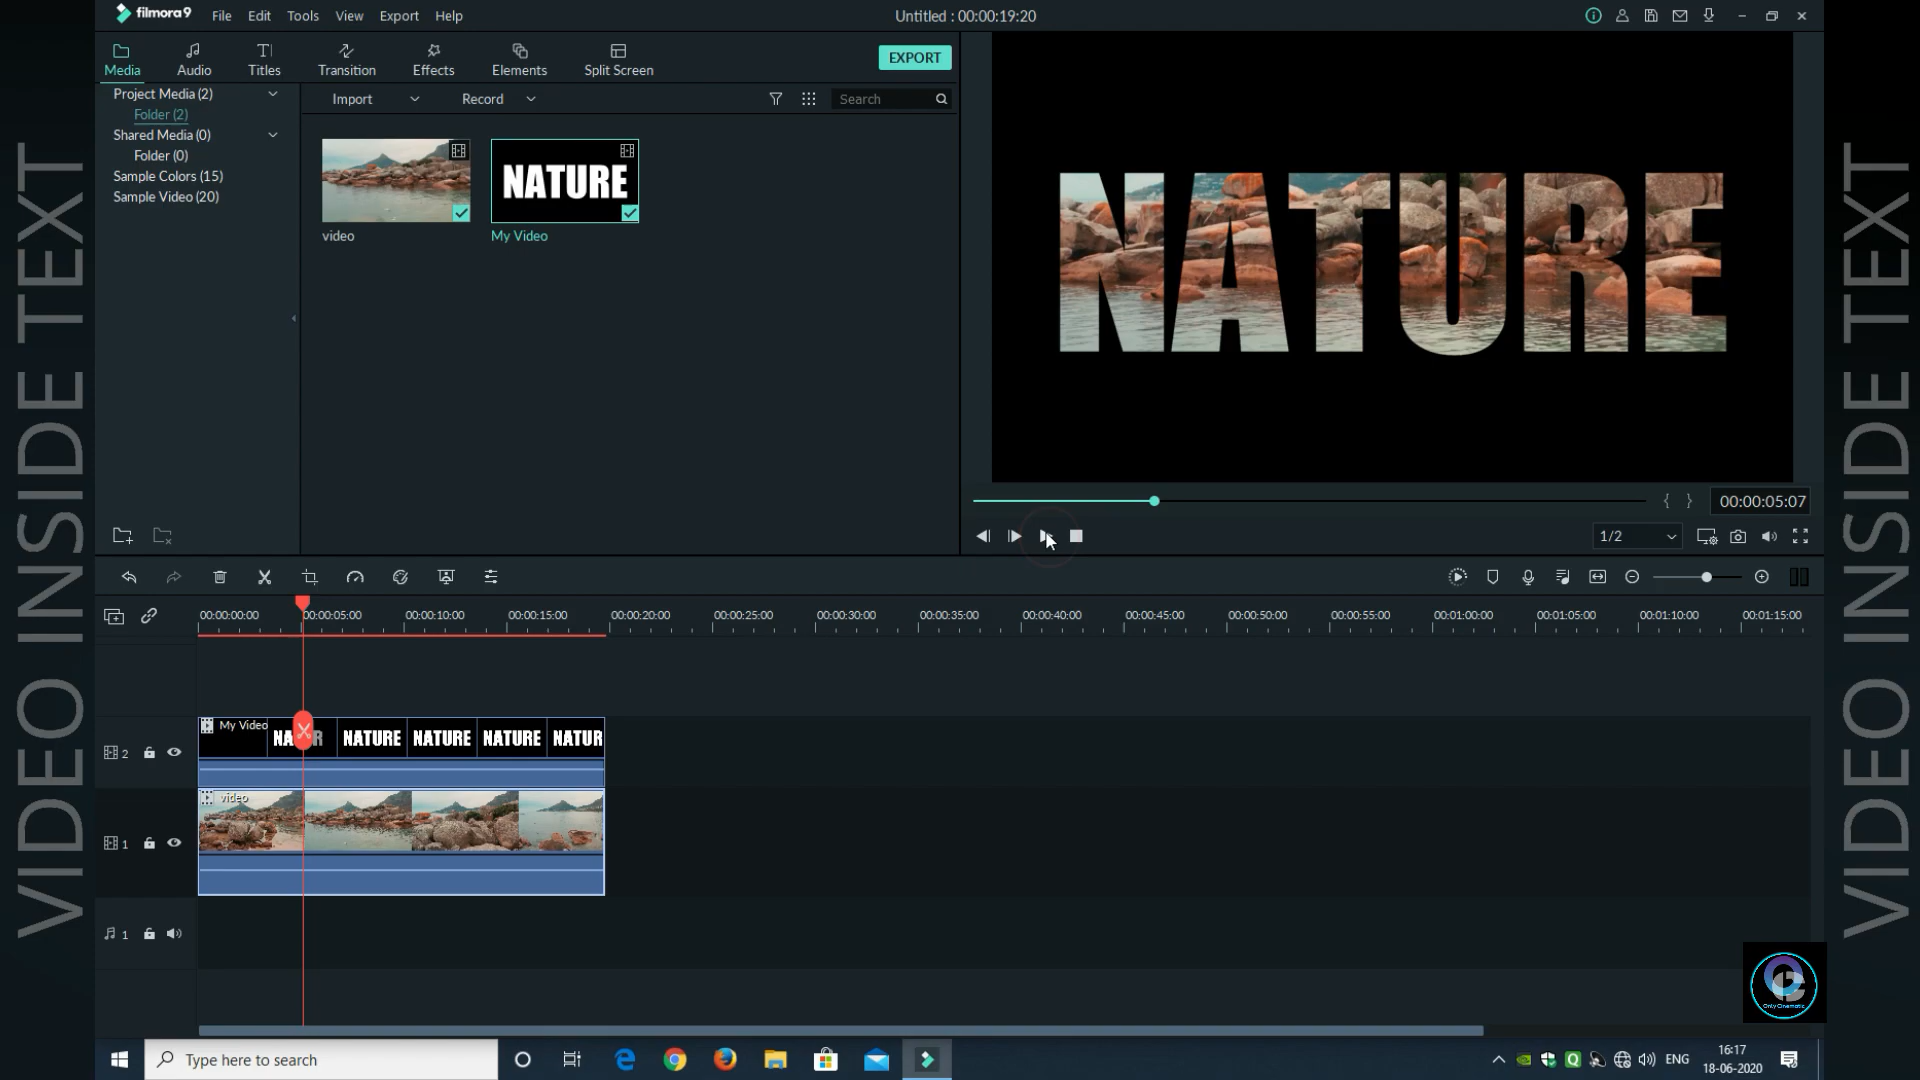 filmora9 File Edit Tools View Export Help
Untitled : 00:00:19:20
Media Audio Titles Transition Effects Elements Split Screen
EXPORT
Project Media (2)
Folder (2)
Shared Media (0)
Folder (0)
Sample Colors (15)
Sample Video (20)
Import Record Search
NATURE
video My Video
NATURE
00:00:05:07
1/2
00:00:00:00 00:00:05:00 00:00:10:00 00:00:15:00 00:00:20:00 00:00:25:00 00:00:30:00 00:00:35:00 00:00:40:00 00:00:45:00 00:00:50:00 00:00:55:00 00:01:00:00 00:01:05:00 00:01:10:00 00:01:15:00
My Video
NA R NATURE NATURE NATURE NATUR
2
video
1
1
Only Cinematic
Type here to search
ENG
16:17
18-06-2020
VIDEO INSIDE TEXT
VIDEO INSIDE TEXT